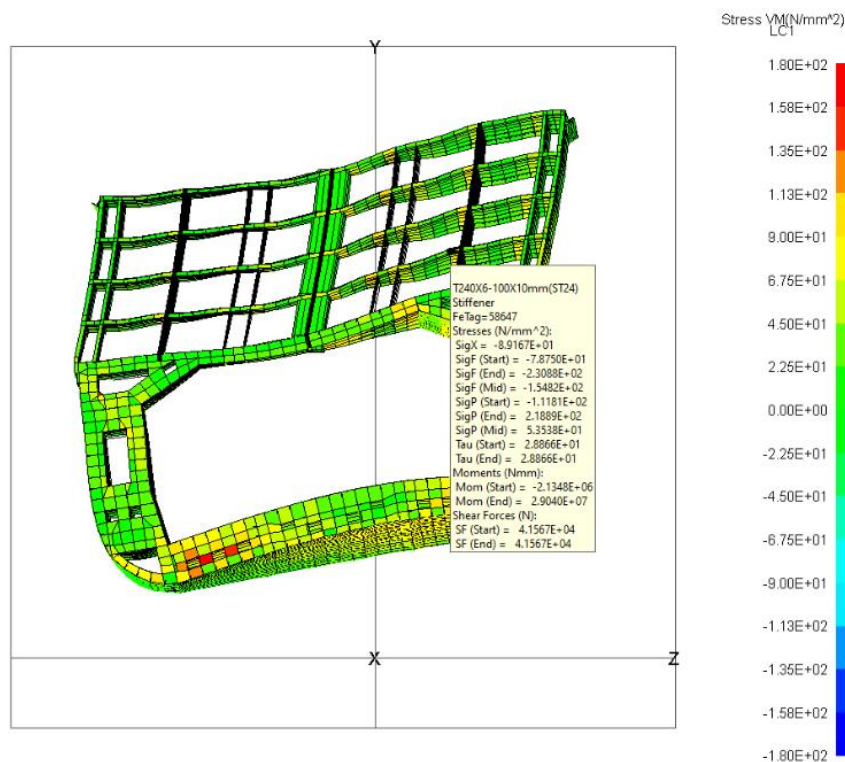 Stress VM(N/mm^2)
LC1
1.80E+02
1.58E+02
1.35E+02
1.13E+02
9.00E+01
6.75E+01
4.50E+01
2.25E+01
0.00E+00
-2.25E+01
-4.50E+01
-6.75E+01
-9.00E+01
-1.13E+02
-1.35E+02
-1.58E+02
-1.80E+02
Y
X
Z
T240X6-100X10mm(ST24)
Stiffener
FeTag=58647
Stresses (N/mm^2):
SigX = -8.9167E+01
SigF (Start) = -7.8750E+01
SigF (End) = -2.3088E+02
SigF (Mid) = -1.5482E+02
SigP (Start) = -1.1181E+02
SigP (End) = 2.1889E+02
SigP (Mid) = 5.3538E+01
Tau (Start) = 2.8866E+01
Tau (End) = 2.8866E+01
Moments (Nmm):
Mom (Start) = -2.1348E+06
Mom (End) = 2.9040E+07
Shear Forces (N):
SF (Start) = 4.1567E+04
SF (End) = 4.1567E+04